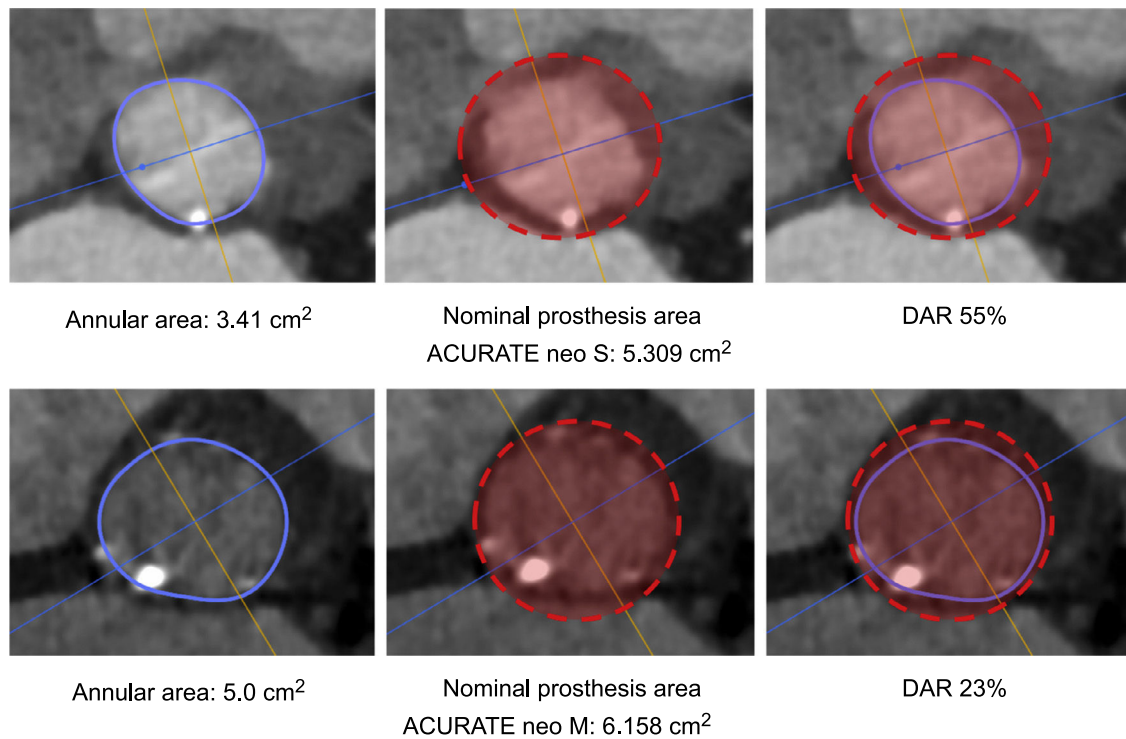 Annular area: 3.41 cm²
Nominal prosthesis area
ACURATE neo S: 5.309 cm²
DAR 55%
Annular area: 5.0 cm²
Nominal prosthesis area
ACURATE neo M: 6.158 cm²
DAR 23%